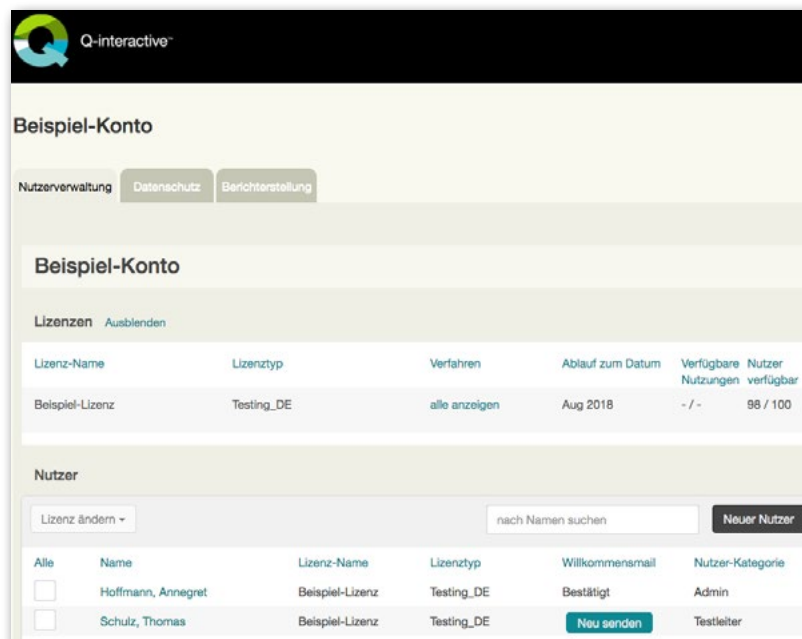 Q-interactive™
Beispiel-Konto
Nutzerverwaltung Datenschutz Berichterstellung
Beispiel-Konto
Lizenzen Ausblenden
Lizenz-Name Lizenztyp Verfahren Ablauf zum Datum Verfügbare Nutzungen Nutzer verfügbar
Beispiel-Lizenz Testing_DE alle anzeigen Aug 2018 - / - 98 / 100
Nutzer
Lizenz ändern nach Namen suchen Neuer Nutzer
Alle Name Lizenz-Name Lizenztyp Willkommensmail Nutzer-Kategorie
Hoffmann, Annegret Beispiel-Lizenz Testing_DE Bestätigt Admin
Schulz, Thomas Beispiel-Lizenz Testing_DE Neu senden Testleiter